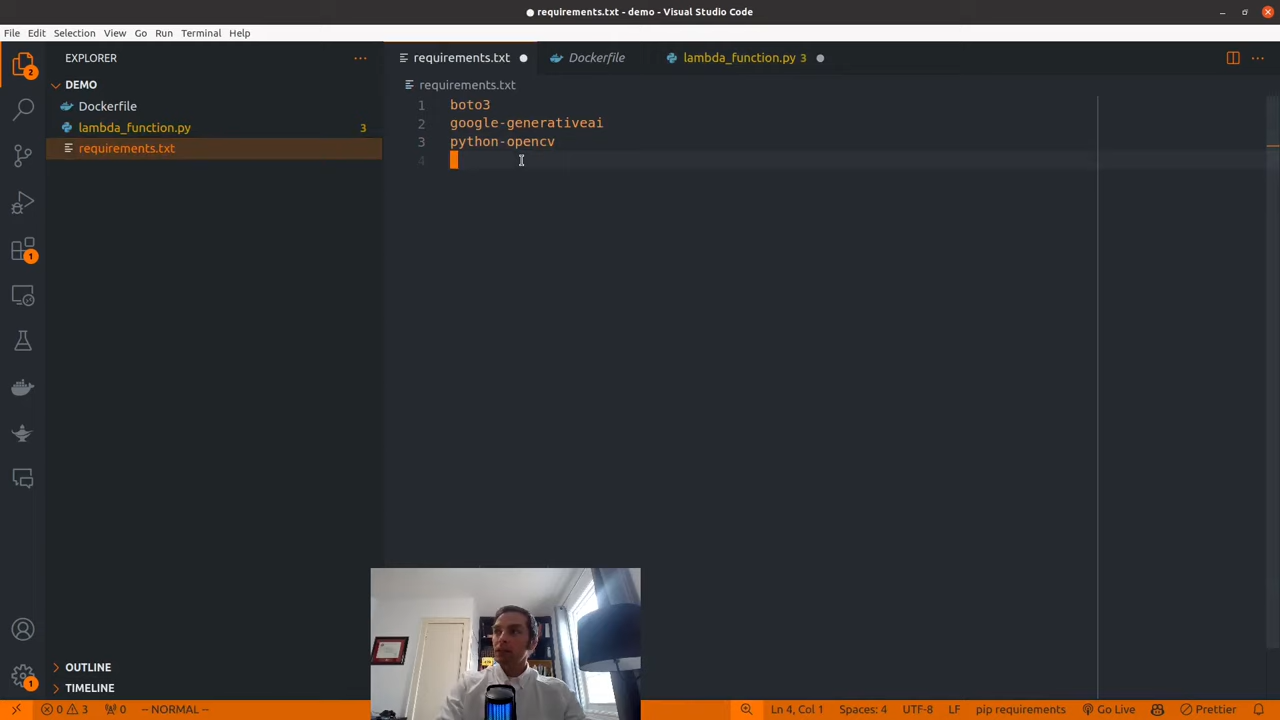 requirements.txt - demo - Visual Studio Code
File Edit Selection View Go Run Terminal Help
EXPLORER
requirements.txt
Dockerfile
lambda_function.py 3
DEMO
Dockerfile
lambda_function.py 3
requirements.txt
requirements.txt
1 boto3
2 google-generativeai
3 python-opencv
4
2
1
OUTLINE
TIMELINE
1
0 3 0 -- NORMAL -- Ln 4, Col 1 Spaces: 4 UTF-8 LF pip requirements Go Live Prettier